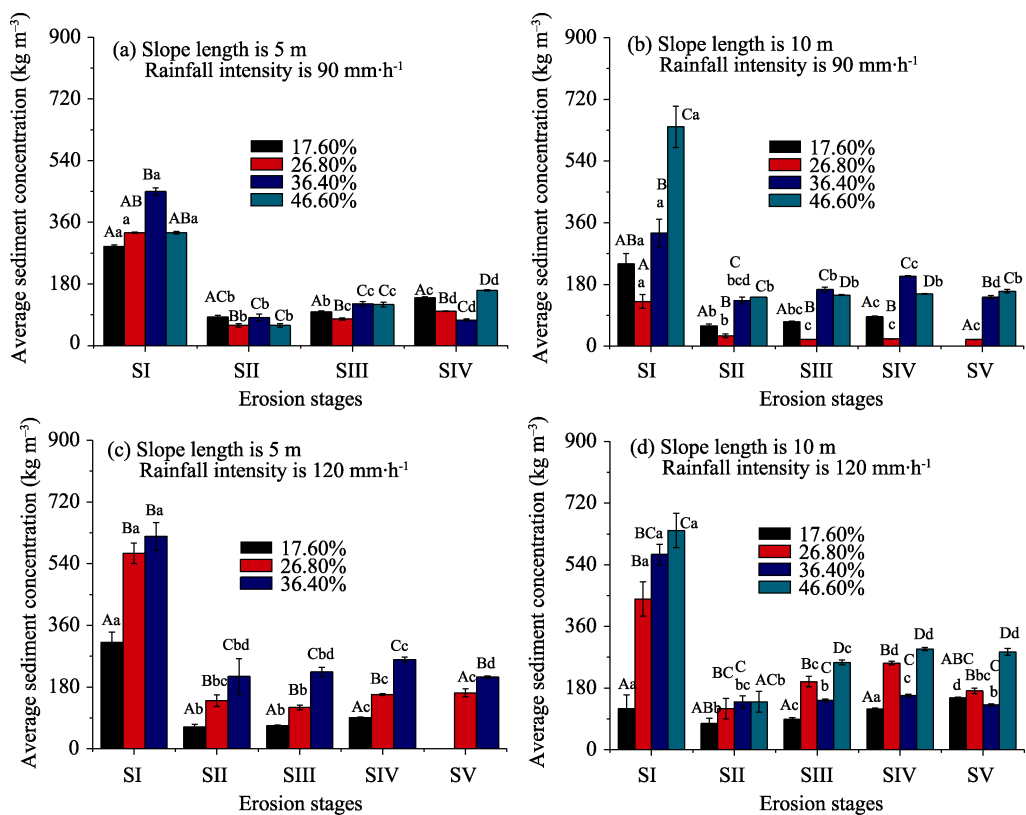 (a) Slope length is 5 m
Rainfall intensity is 90 mm·h-1
Average sediment concentration (kg m–3)
900
720
540
360
180
0
17.60%
26.80%
36.40%
46.60%
Aa
AB
a
Ba
ABa
ACb
Bb
Cb
Cb
Ab
Bc
Cc
Cc
Ac
Bd
Cd
Dd
SI
SII
SIII
SIV
Erosion stages
(b) Slope length is 10 m
Rainfall intensity is 90 mm·h-1
Average sediment concentration (kg m–3)
900
720
540
360
180
0
17.60%
26.80%
36.40%
46.60%
ABa
A
a
B
a
Ca
Ab
B
b
C
bcd
Cb
Abc
B
c
Cb
Db
Ac
B
c
Cc
Db
Ac
Bd
Cb
SI
SII
SIII
SIV
SV
Erosion stages
(c) Slope length is 5 m
Rainfall intensity is 120 mm·h-1
Average sediment concentration (kg m–3)
900
720
540
360
180
0
17.60%
26.80%
36.40%
Aa
Ba
Ba
Ab
Bbc
Cbd
Ab
Bb
Cbd
Ab
Bc
Cc
Ac
Bd
SI
SII
SIII
SIV
SV
Erosion stages
(d) Slope length is 10 m
Rainfall intensity is 120 mm·h-1
Average sediment concentration (kg m–3)
900
720
540
360
180
0
17.60%
26.80%
36.40%
46.60%
Aa
Ba
BCa
Ca
ABb
BC
b
C
bc
ACb
Ac
Bc
C
b
Dc
Aa
Bd
C
c
Dd
ABC
d
Bbc
C
b
Dd
SI
SII
SIII
SIV
SV
Erosion stages